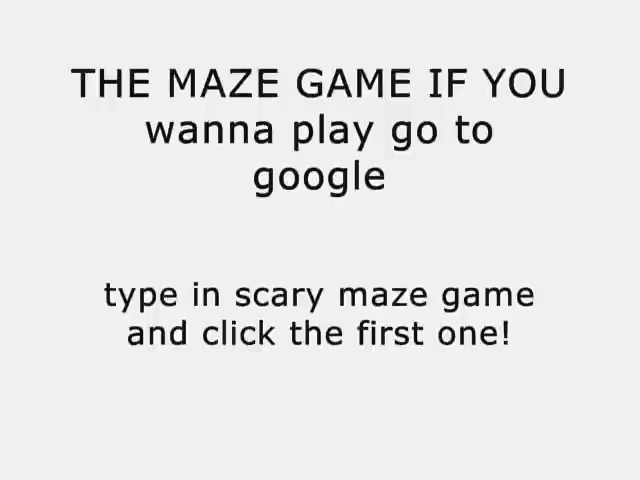 THE MAZE GAME IF YOU
wanna play go to
google
type in scary maze game
and click the first one!